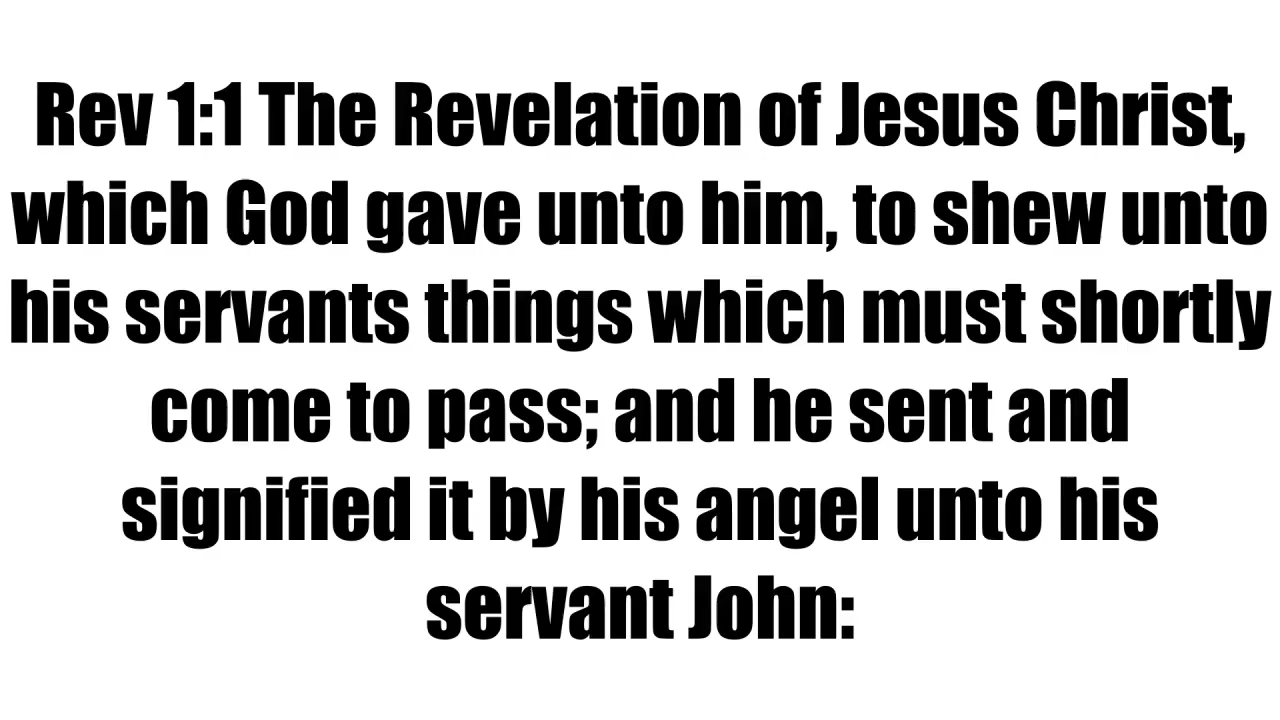 Rev 1:1 The Revelation of Jesus Christ,
which God gave unto him, to shew unto
his servants things which must shortly
come to pass; and he sent and
signified it by his angel unto his
servant John: